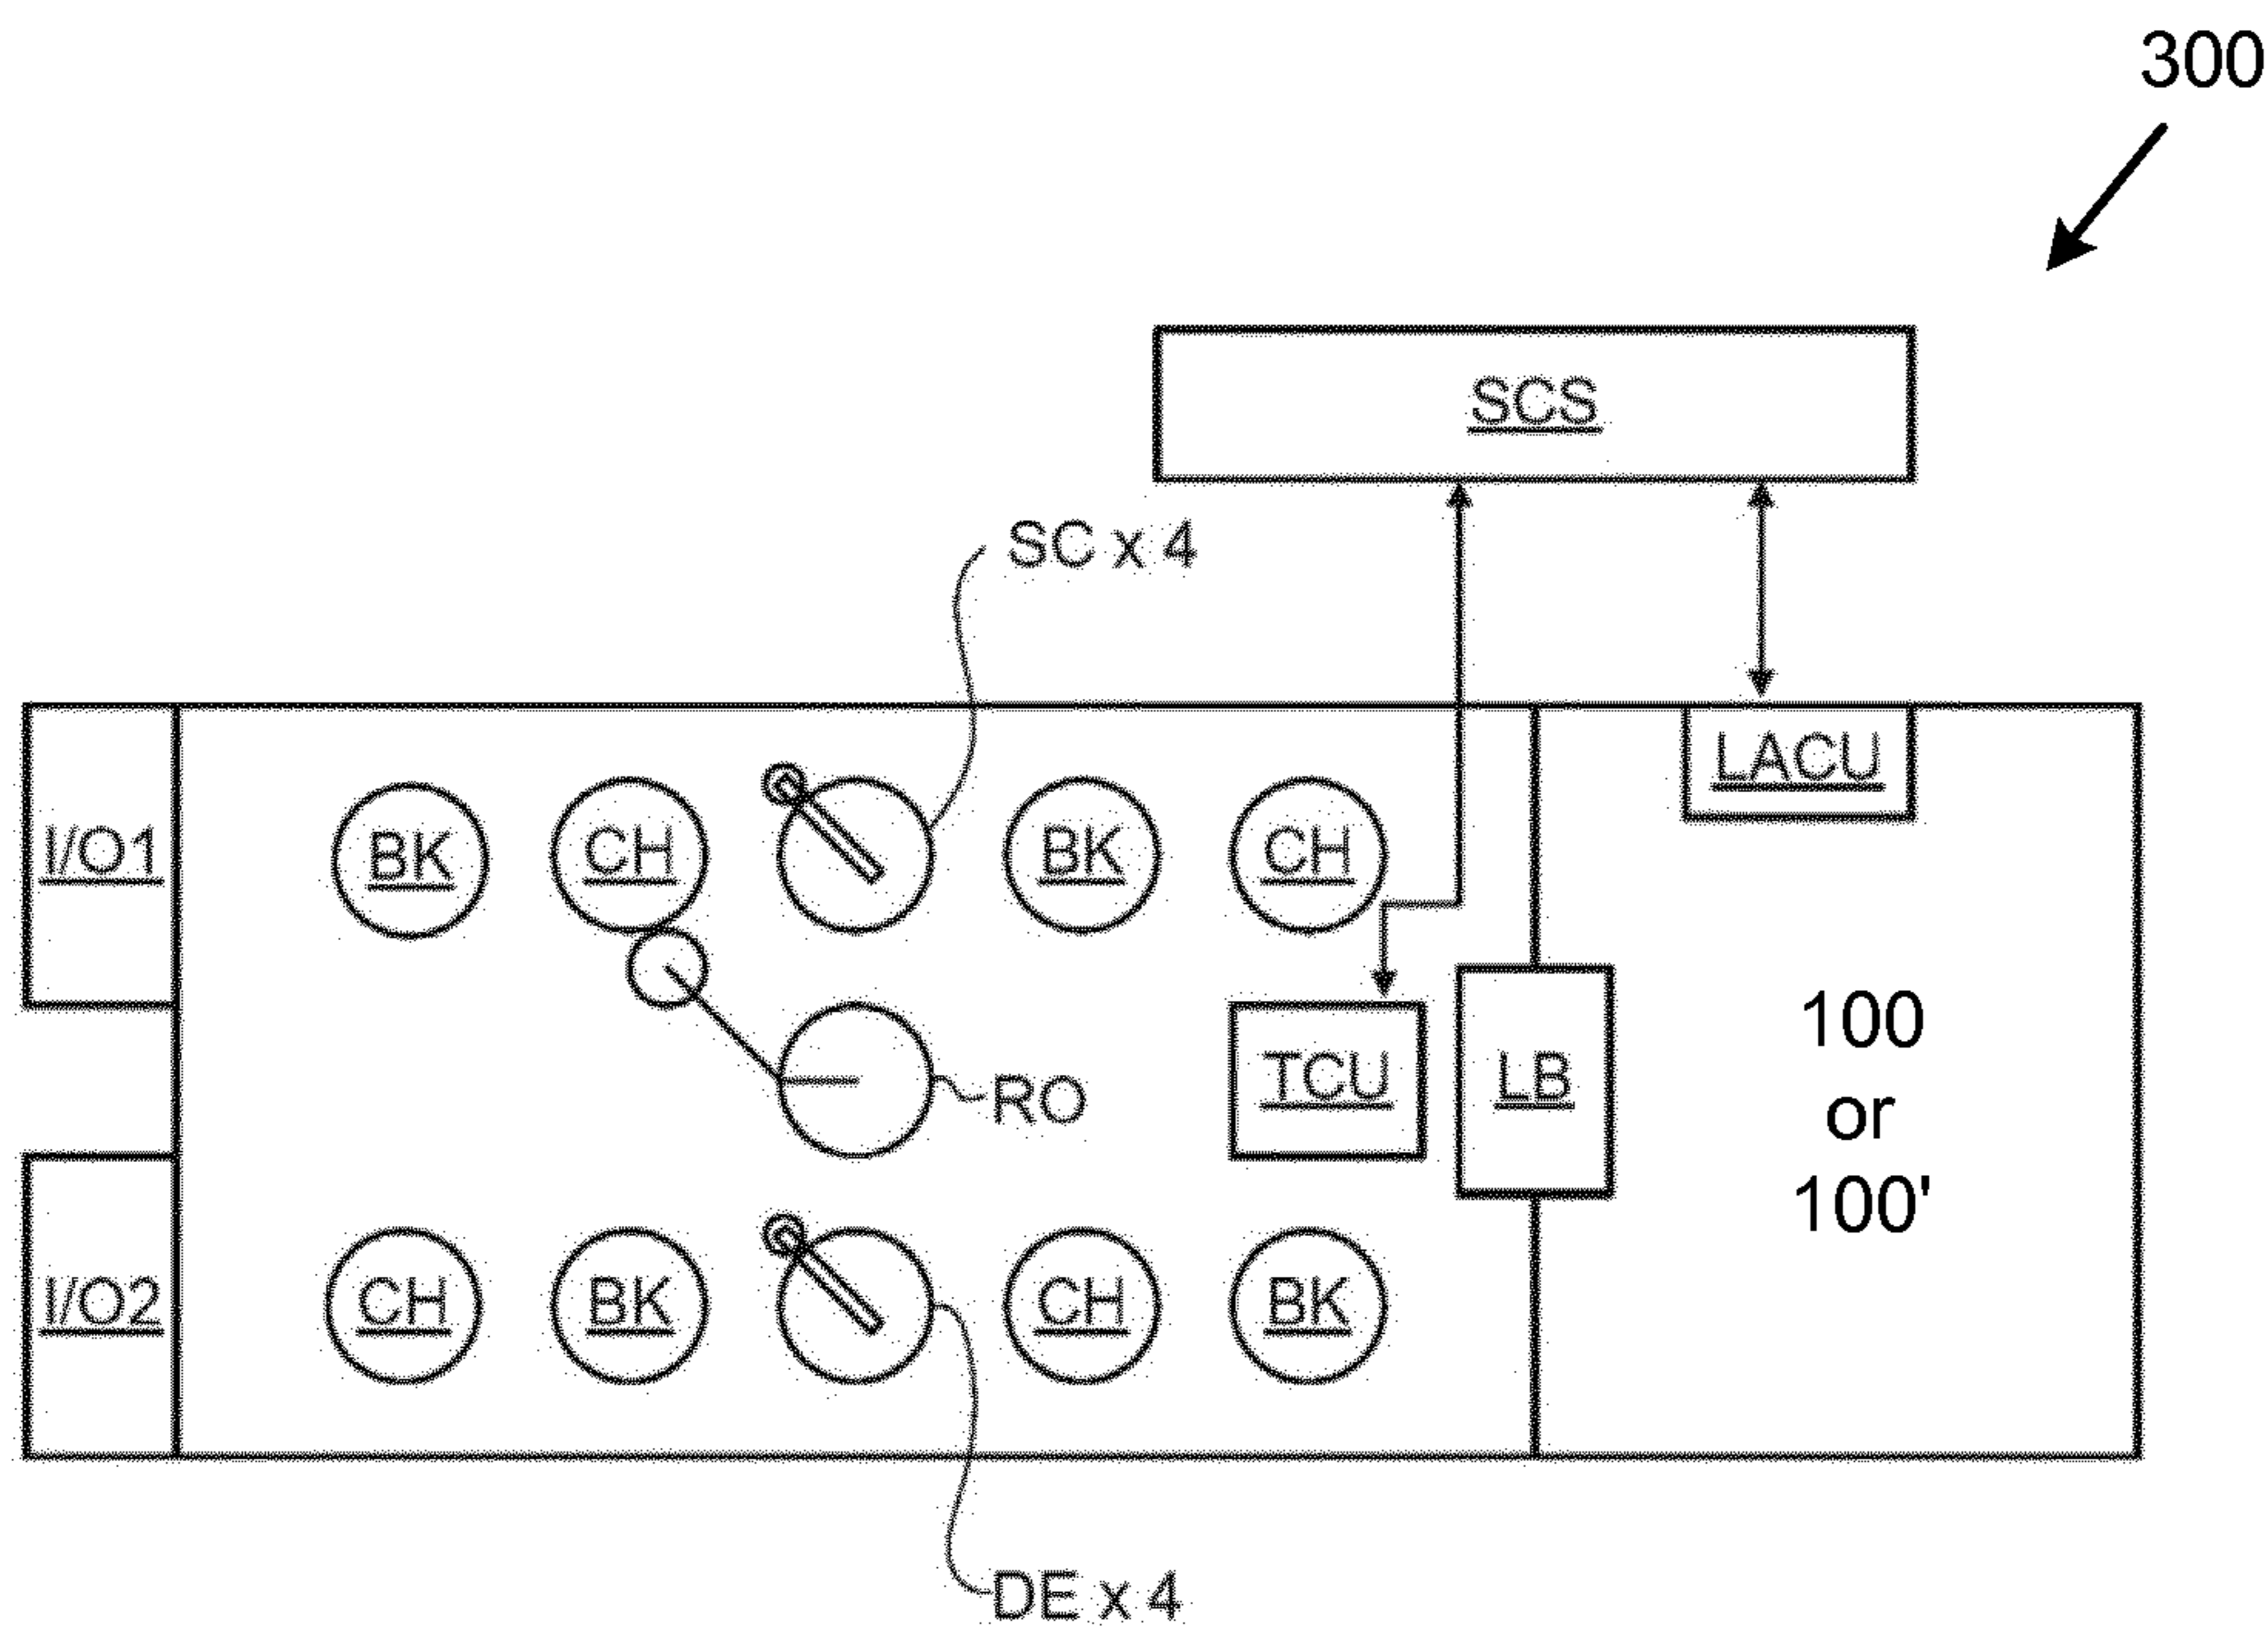 300
SCS
SC x 4
LACU
I/O1
BK
CH
BK
CH
100
or
100'
RO
TCU
LB
I/O2
CH
BK
CH
BK
DE x 4